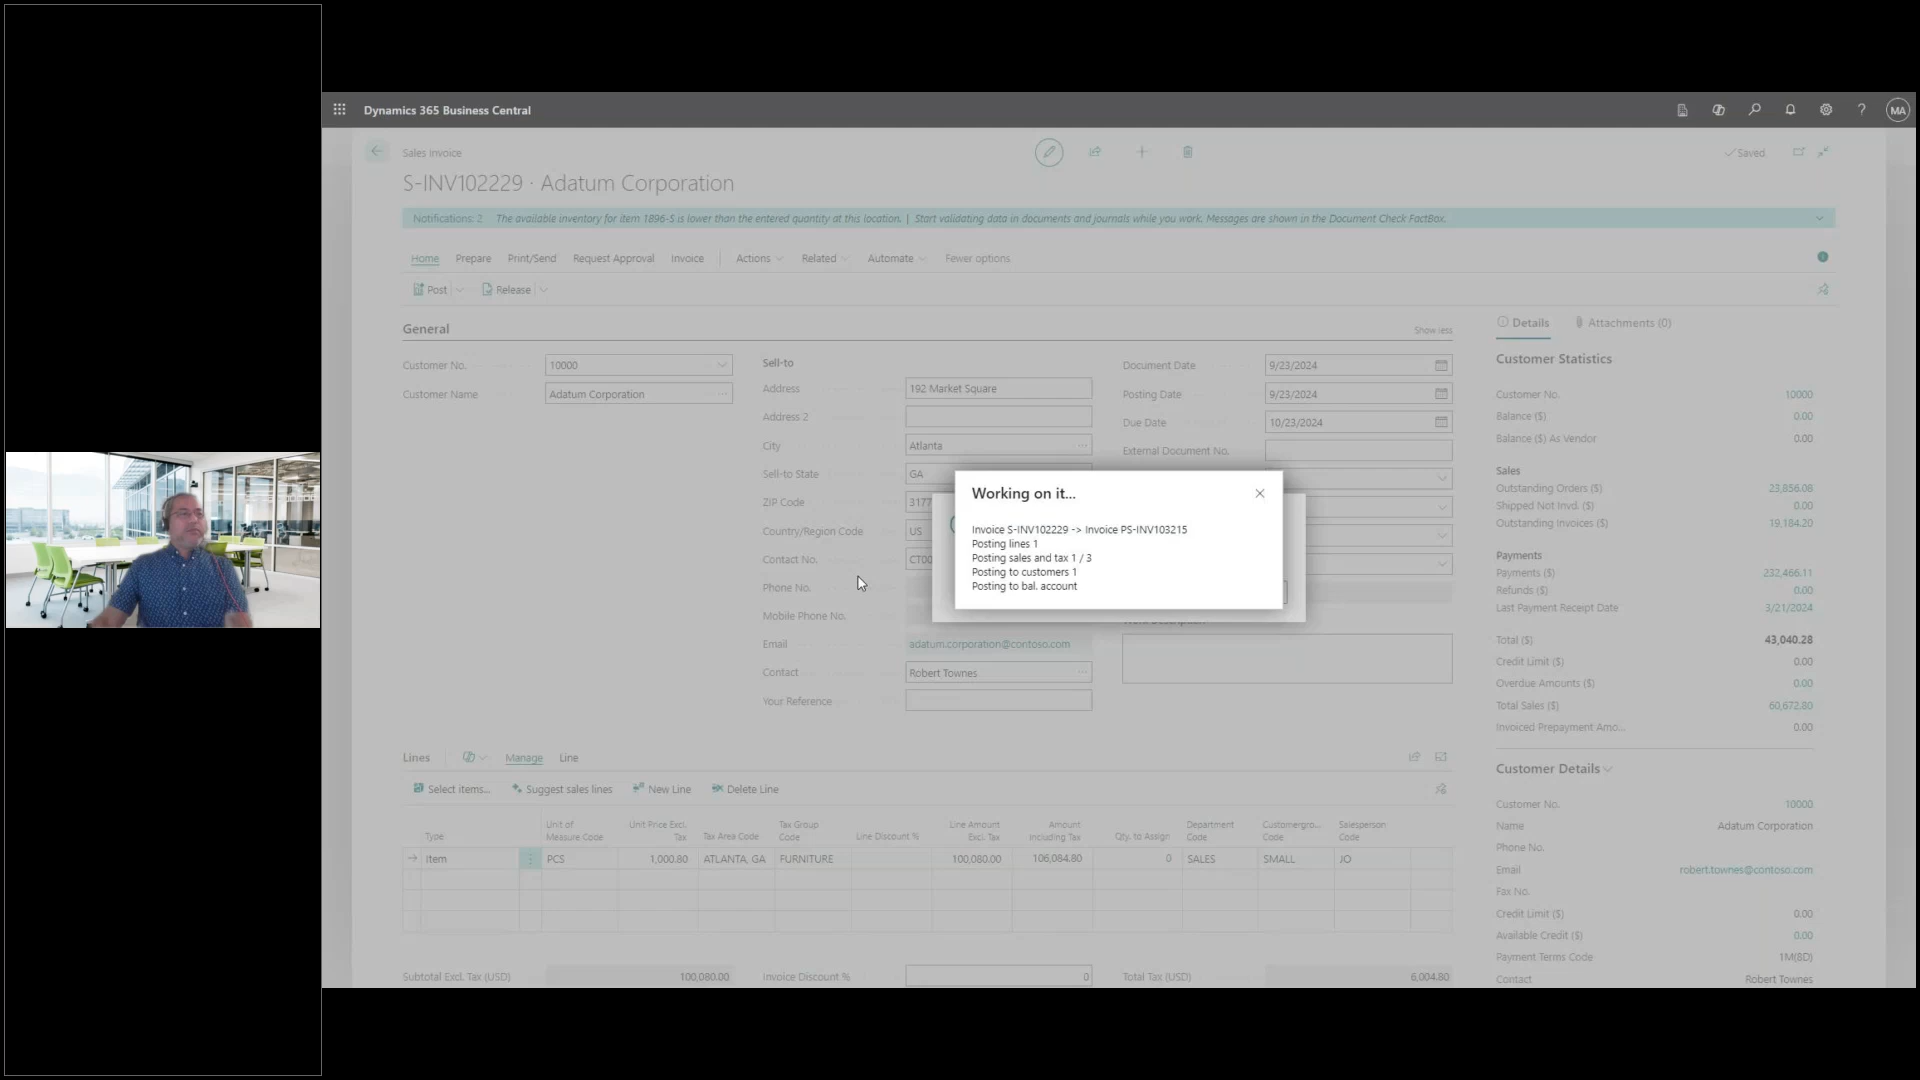 Dynamics 365 Business Central
MA
Sales Invoice
Saved
S-INV102229 · Adatum Corporation
Notifications: 2 The available inventory for item 1896-S is lower than the entered quantity at this location. | Start validating data in documents and journals while you work. Messages are shown in the Document Check FactBox.
Home Prepare Print/Send Request Approval Invoice Actions Related Automate Fewer options
Post Release
General
Show less
Customer No. 10000
Customer Name Adatum Corporation
Sell-to
Address 192 Market Square
Address 2
City Atlanta
Sell-to State GA
ZIP Code 3177
Country/Region Code US
Contact No. CT00
Phone No.
Mobile Phone No.
Email adatum.corporation@contoso.com
Contact Robert Townes
Your Reference
Document Date 9/23/2024
Posting Date 9/23/2024
Due Date 10/23/2024
External Document No.
Working on it...
Invoice S-INV102229 -> Invoice PS-INV103215
Posting lines 1
Posting sales and tax 1 / 3
Posting to customers 1
Posting to bal. account
Details Attachments (0)
Customer Statistics
Customer No. 10000
Balance ($) 0.00
Balance ($) As Vendor 0.00
Sales
Outstanding Orders ($) 23,856.08
Shipped Not Invd. ($) 0.00
Outstanding Invoices ($) 19,184.20
Payments
Payments ($) 232,466.11
Refunds ($) 0.00
Last Payment Receipt Date 3/21/2024
Total ($) 43,040.28
Credit Limit ($) 0.00
Overdue Amounts ($) 0.00
Total Sales ($) 60,672.80
Invoiced Prepayment Amo... 0.00
Customer Details
Customer No. 10000
Name Adatum Corporation
Phone No.
Email robert.townes@contoso.com
Fax No.
Credit Limit ($) 0.00
Available Credit ($) 0.00
Payment Terms Code 1M(8D)
Contact Robert Townes
Lines Manage Line
Select items... Suggest sales lines New Line Delete Line
Type Unit of Measure Code Unit Price Excl. Tax Tax Area Code Tax Group Code Line Discount % Line Amount Excl. Tax Amount Including Tax Qty. to Assign Department Code Customergro... Code Salesperson Code
Item PCS 1,000.80 ATLANTA, GA FURNITURE 100,080.00 106,084.80 0 SALES SMALL JO
Subtotal Excl. Tax (USD) 100,080.00 Invoice Discount % 0 Total Tax (USD) 6,004.80